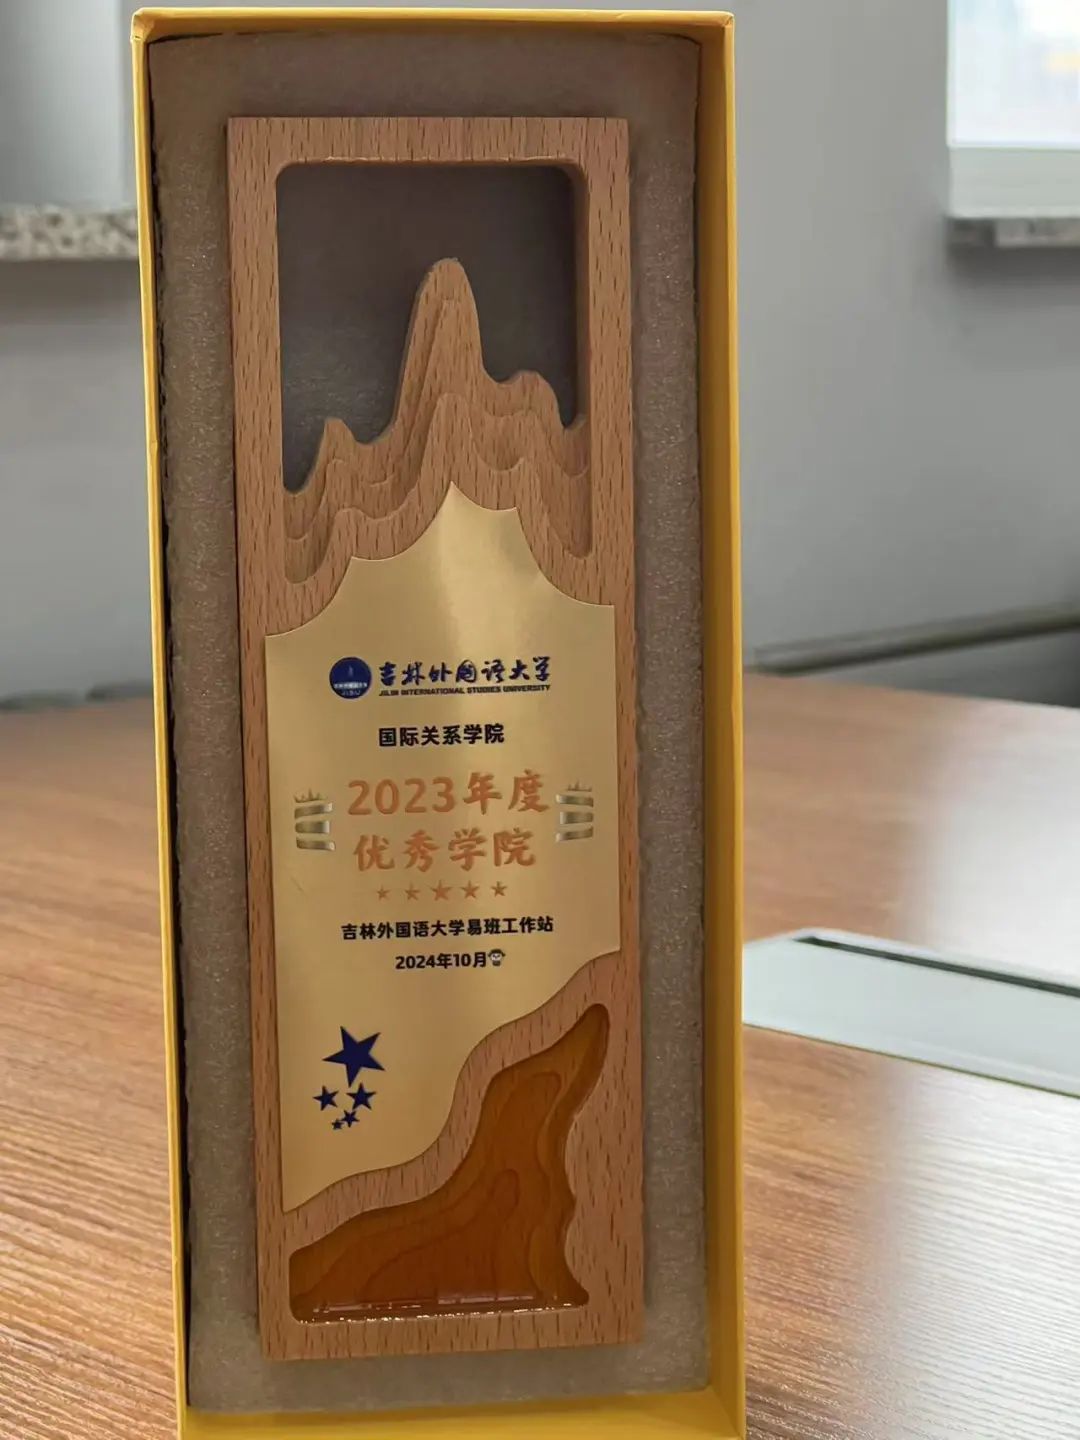 吉林外国语大学
JILIN INTERNATIONAL STUDIES UNIVERSITY
JISU
国际关系学院
2023年度
优秀学院
吉林外国语大学易班工作站
2024年10月